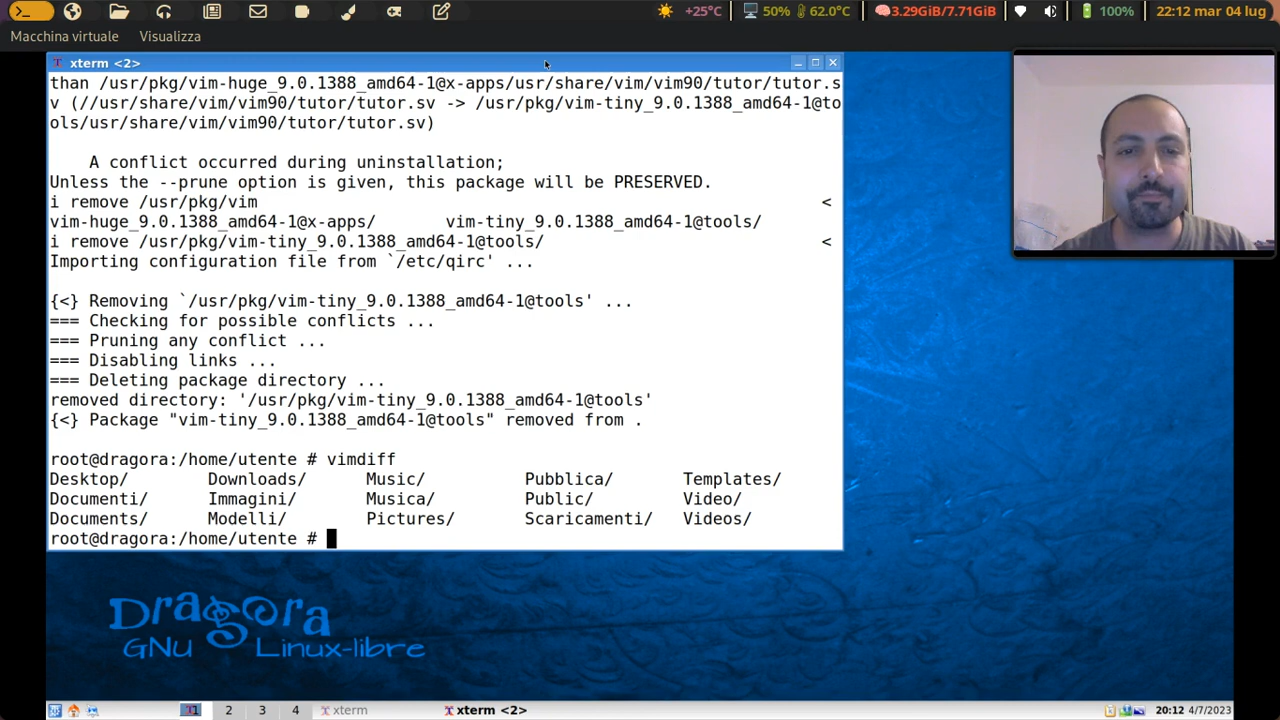 +25°C 50% 62.0°C 3.29GiB/7.71GiB 100% 22:12 mar 04 lug
Macchina virtuale Visualizza
xterm <2>
than /usr/pkg/vim-huge_9.0.1388_amd64-1@x-apps/usr/share/vim/vim90/tutor/tutor.s
v (//usr/share/vim/vim90/tutor/tutor.sv -> /usr/pkg/vim-tiny_9.0.1388_amd64-1@to
ols/usr/share/vim/vim90/tutor/tutor.sv)
A conflict occurred during uninstallation;
Unless the --prune option is given, this package will be PRESERVED.
i remove /usr/pkg/vim <
vim-huge_9.0.1388_amd64-1@x-apps/ vim-tiny_9.0.1388_amd64-1@tools/
i remove /usr/pkg/vim-tiny_9.0.1388_amd64-1@tools/ <
Importing configuration file from `/etc/qirc' ...
{<} Removing `/usr/pkg/vim-tiny_9.0.1388_amd64-1@tools' ...
=== Checking for possible conflicts ...
=== Pruning any conflict ...
=== Disabling links ...
=== Deleting package directory ...
removed directory: '/usr/pkg/vim-tiny_9.0.1388_amd64-1@tools'
{<} Package "vim-tiny_9.0.1388_amd64-1@tools" removed from .
root@dragora:/home/utente # vimdiff
Desktop/ Downloads/ Music/ Pubblica/ Templates/
Documenti/ Immagini/ Musica/ Public/ Video/
Documents/ Modelli/ Pictures/ Scaricamenti/ Videos/
root@dragora:/home/utente #
Dragora
GNU Linux-libre
1 2 3 4 xterm xterm <2> 20:12 4/7/2023